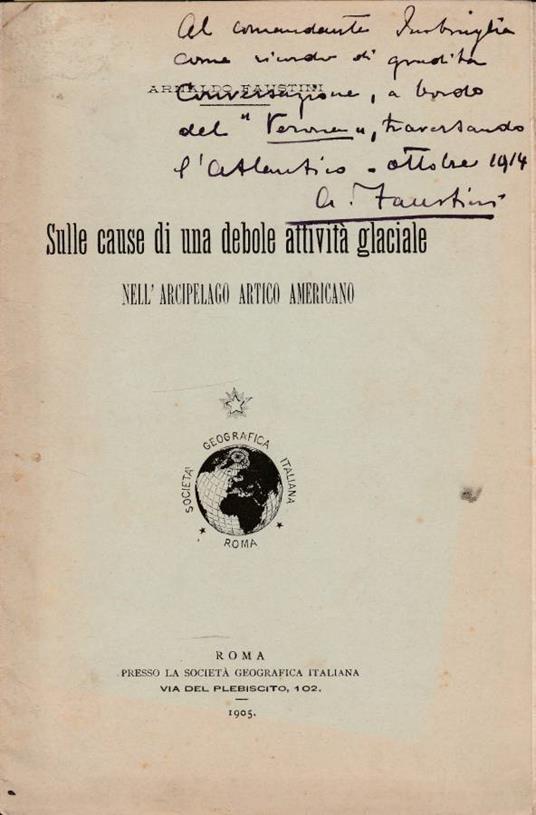 Al comandante
come ricordo di gradita
ARNALDO FAUSTINI
Conversazione, a bordo
del "Verona", traversando
l'Atlantico - ottobre 1914
A. Faustini
Sulle cause di una debole attività glaciale
NELL' ARCIPELAGO ARTICO AMERICANO
SOCIETA' GEOGRAFICA ITALIANA
ROMA
ROMA
PRESSO LA SOCIETÀ GEOGRAFICA ITALIANA
VIA DEL PLEBISCITO, 102.
1905.